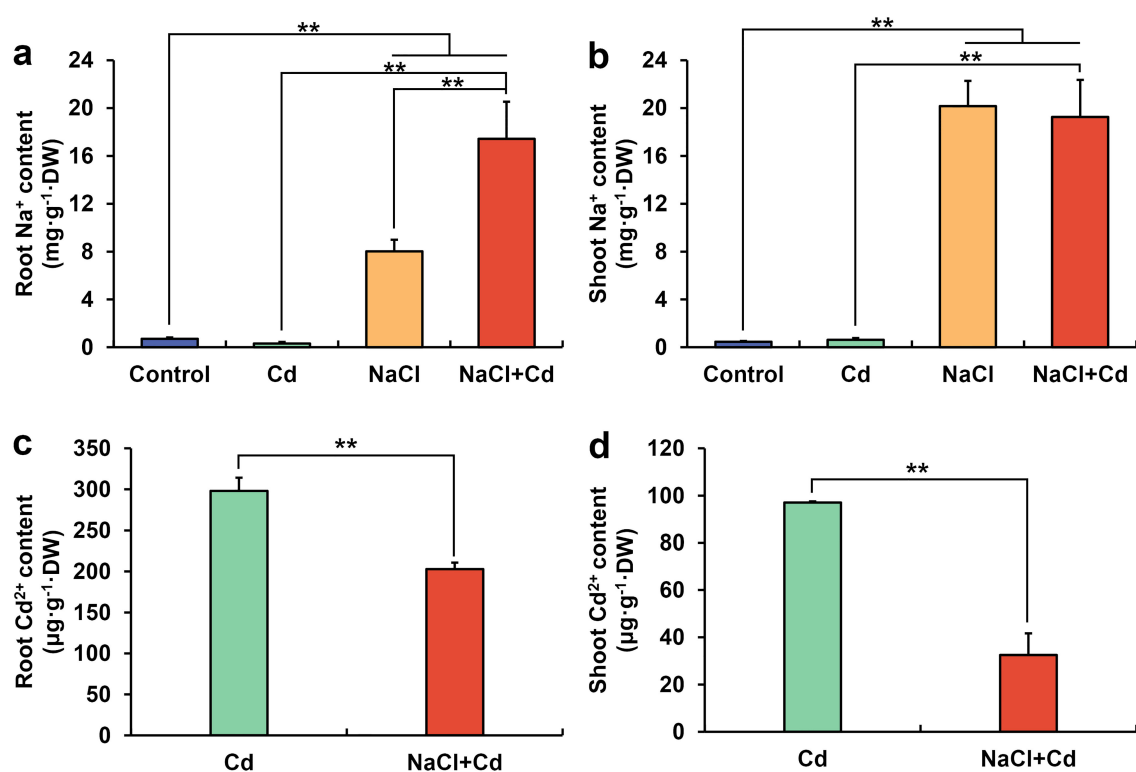 a
**
**
**
24
20
16
12
8
4
0
Root Na⁺ content
(mg·g⁻¹·DW)
Control Cd NaCl NaCl+Cd
b
**
**
24
20
16
12
8
4
0
Shoot Na⁺ content
(mg·g⁻¹·DW)
Control Cd NaCl NaCl+Cd
c
**
350
300
250
200
150
100
50
0
Root Cd²⁺ content
(μg·g⁻¹·DW)
Cd NaCl+Cd
d
**
120
100
80
60
40
20
0
Shoot Cd²⁺ content
(μg·g⁻¹·DW)
Cd NaCl+Cd